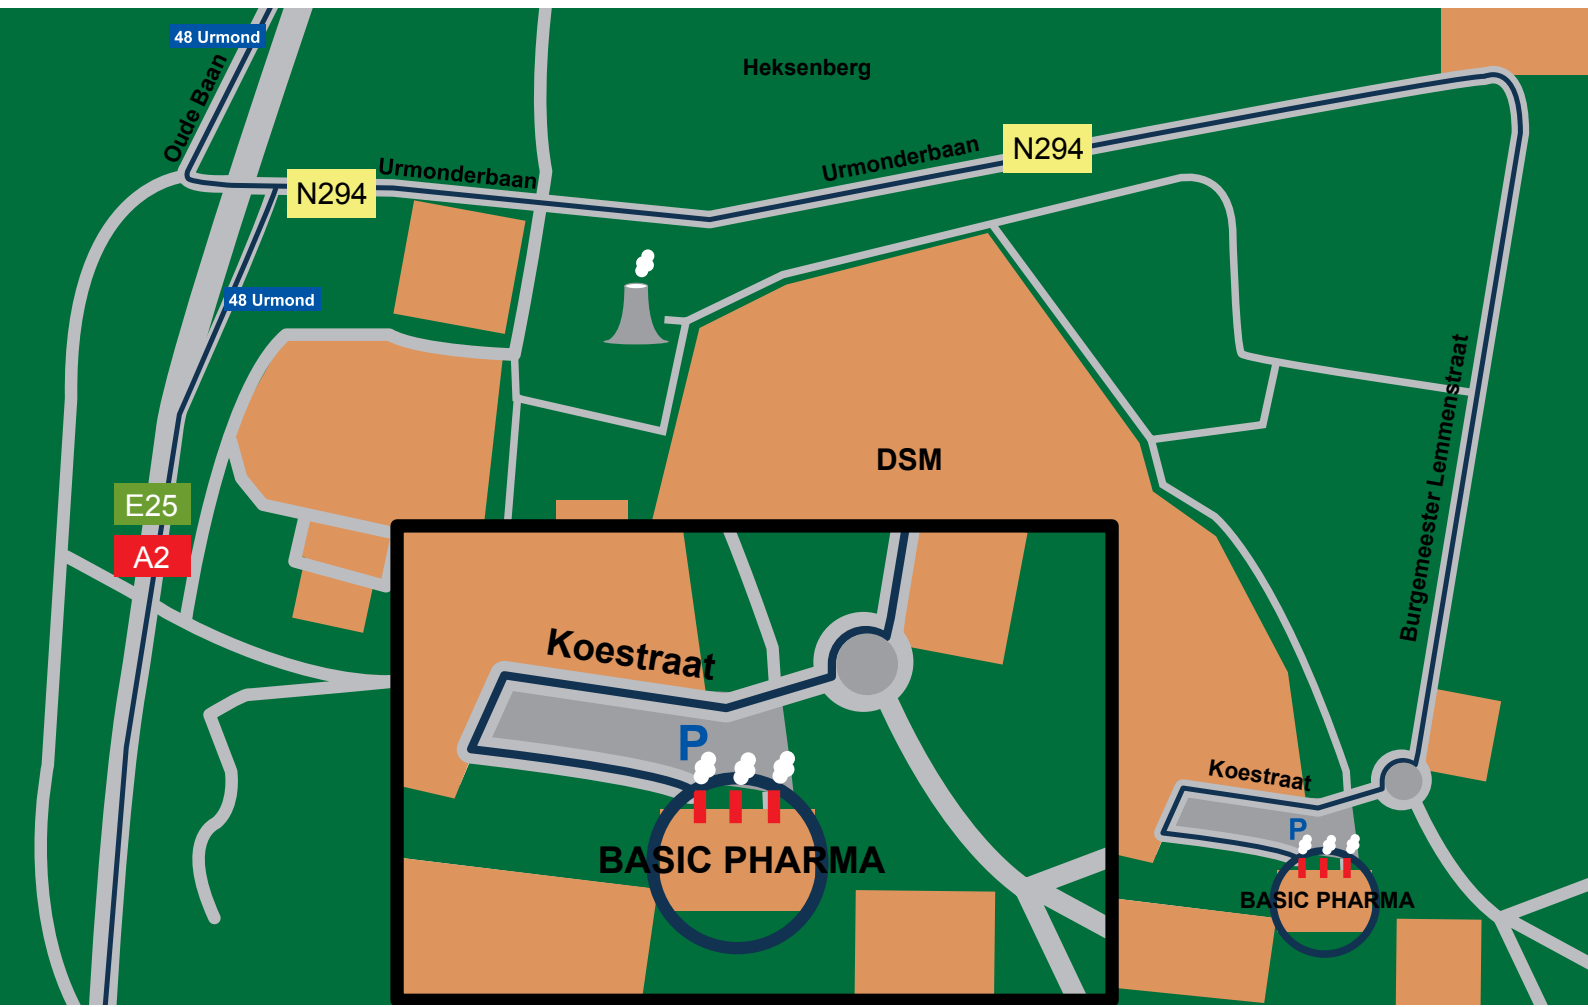 48 Urmond
Heksenberg
Oude Baan
Urmonderbaan
N294
Urmonderbaan
N294
48 Urmond
DSM
Burgemeester Lemmenstraat
E25
A2
Koestraat
P
BASIC PHARMA
Koestraat
P
BASIC PHARMA